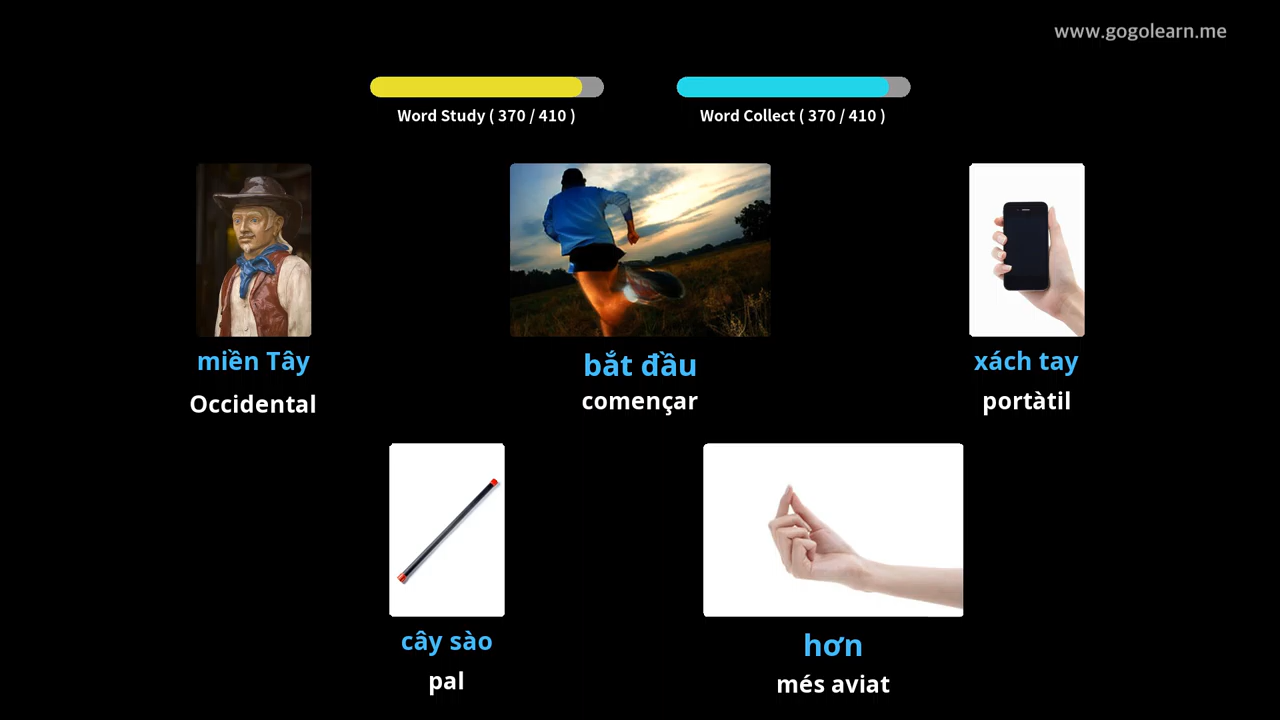 www.gogolearn.me
Word Study ( 370 / 410 )
Word Collect ( 370 / 410 )
miền Tây
Occidental
bắt đầu
començar
xách tay
portàtil
cây sào
pal
hơn
més aviat